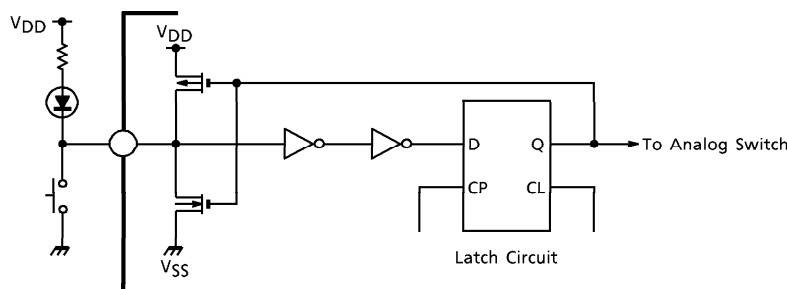 VDD
VDD
D
Q
To Analog Switch
CP
CL
VSS
Latch Circuit